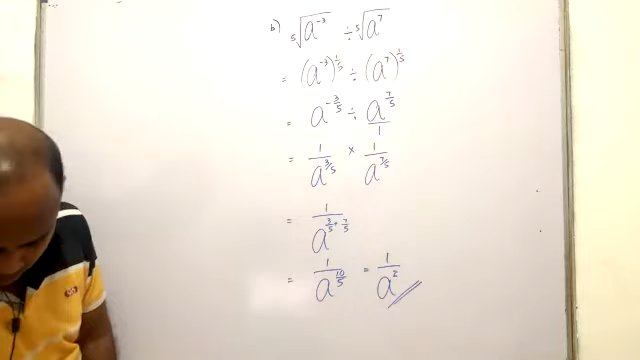 b) ⁵√a⁻³ ÷ ⁵√a⁷
= (a⁻³)^(1/5) ÷ (a⁷)^(1/5)
= a^(-3/5) ÷ a^(7/5)/1
= 1/a^(3/5) × 1/a^(7/5)
= 1/a^(3/5 + 7/5)
= 1/a^(10/5) = 1/a²